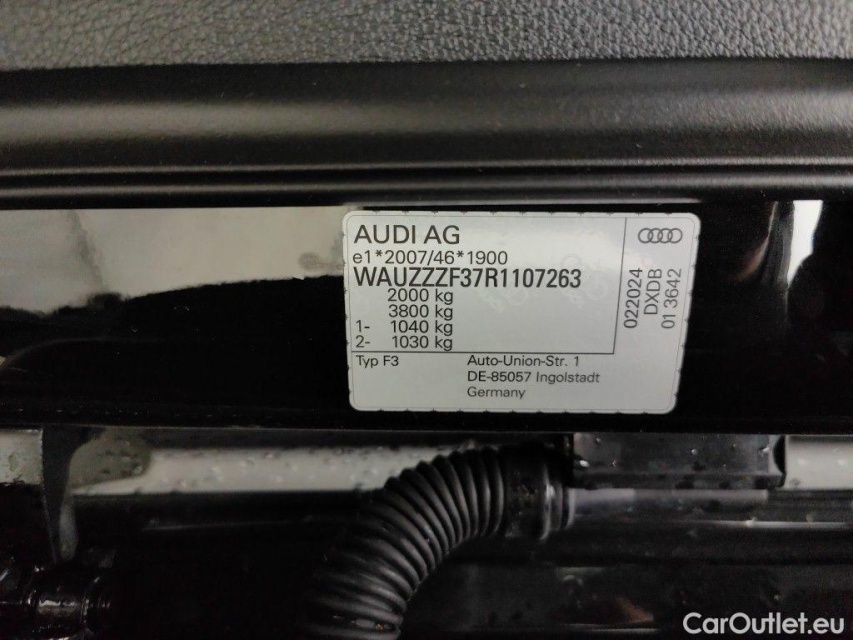 AUDI AG
e1*2007/46*1900
WAUZZZF37R1107263
2000 kg
3800 kg
1- 1040 kg
2- 1030 kg
Typ F3
Auto-Union-Str. 1
DE-85057 Ingolstadt
Germany
022024
DXDB
01 3642
CarOutlet.eu